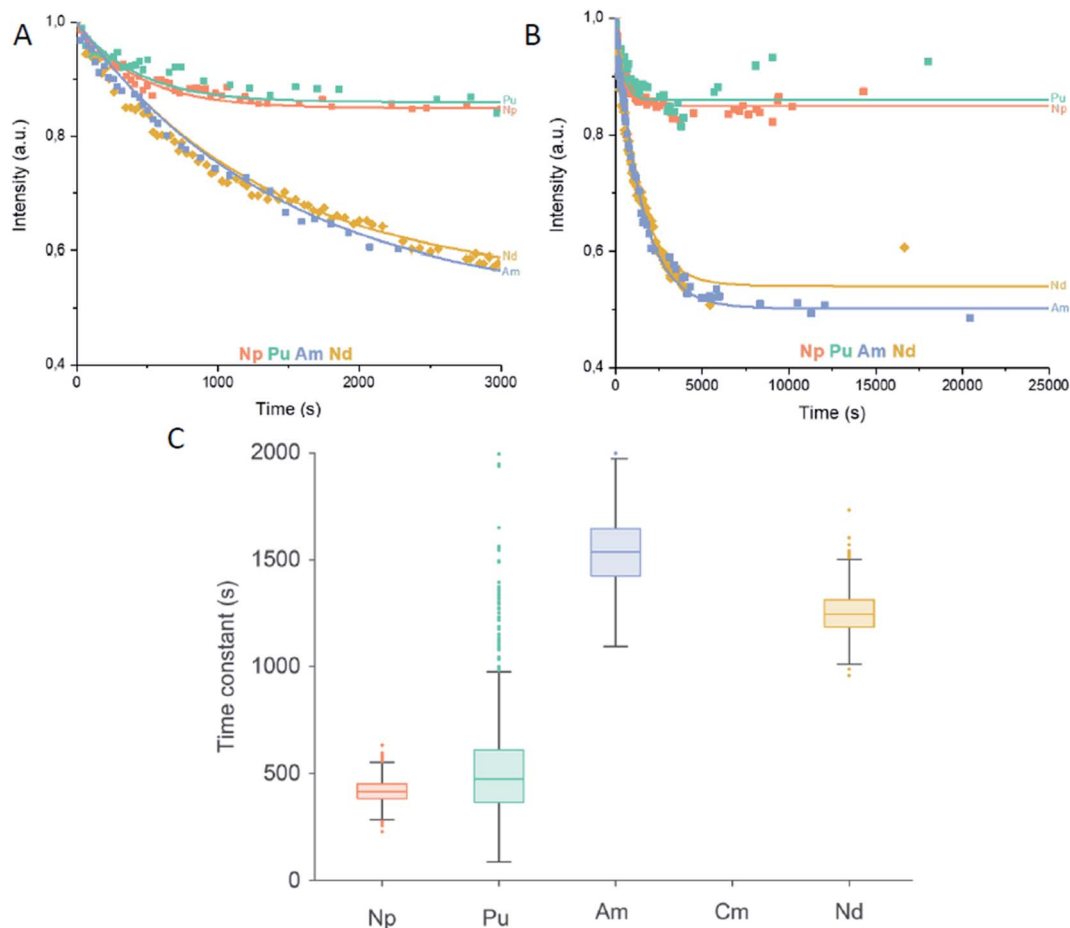 A
1,0
0,8
0,6
0,4
Intensity (a.u.)
Pu
Np
Nd
Am
Np Pu Am Nd
0
1000
2000
3000
Time (s)
B
1,0
0,8
0,6
0,4
Intensity (a.u.)
Pu
Np
Nd
Am
Np Pu Am Nd
0
5000
10000
15000
20000
25000
Time (s)
C
2000
1500
1000
500
0
Time constant (s)
Np
Pu
Am
Cm
Nd